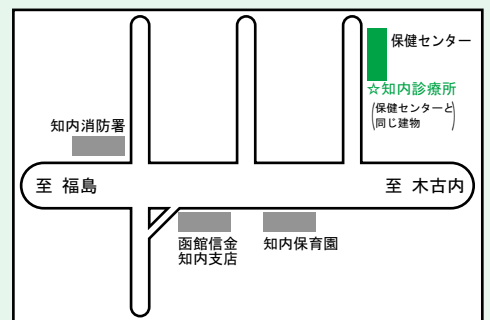 保健センター
☆知内診療所
(保健センターと
同じ建物)
知内消防署
至 福島
至 木古内
函館信金
知内支店
知内保育園